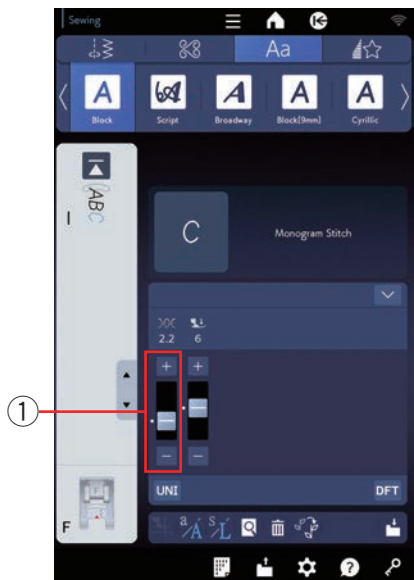 Sewing
Aa
A A A A A
Block Script Broadway Block(9mm) Cyrillic
I ABC
C Monogram Stitch
2.2 6
+ +
1
- -
UNI DFT
F
a/A S/L
?